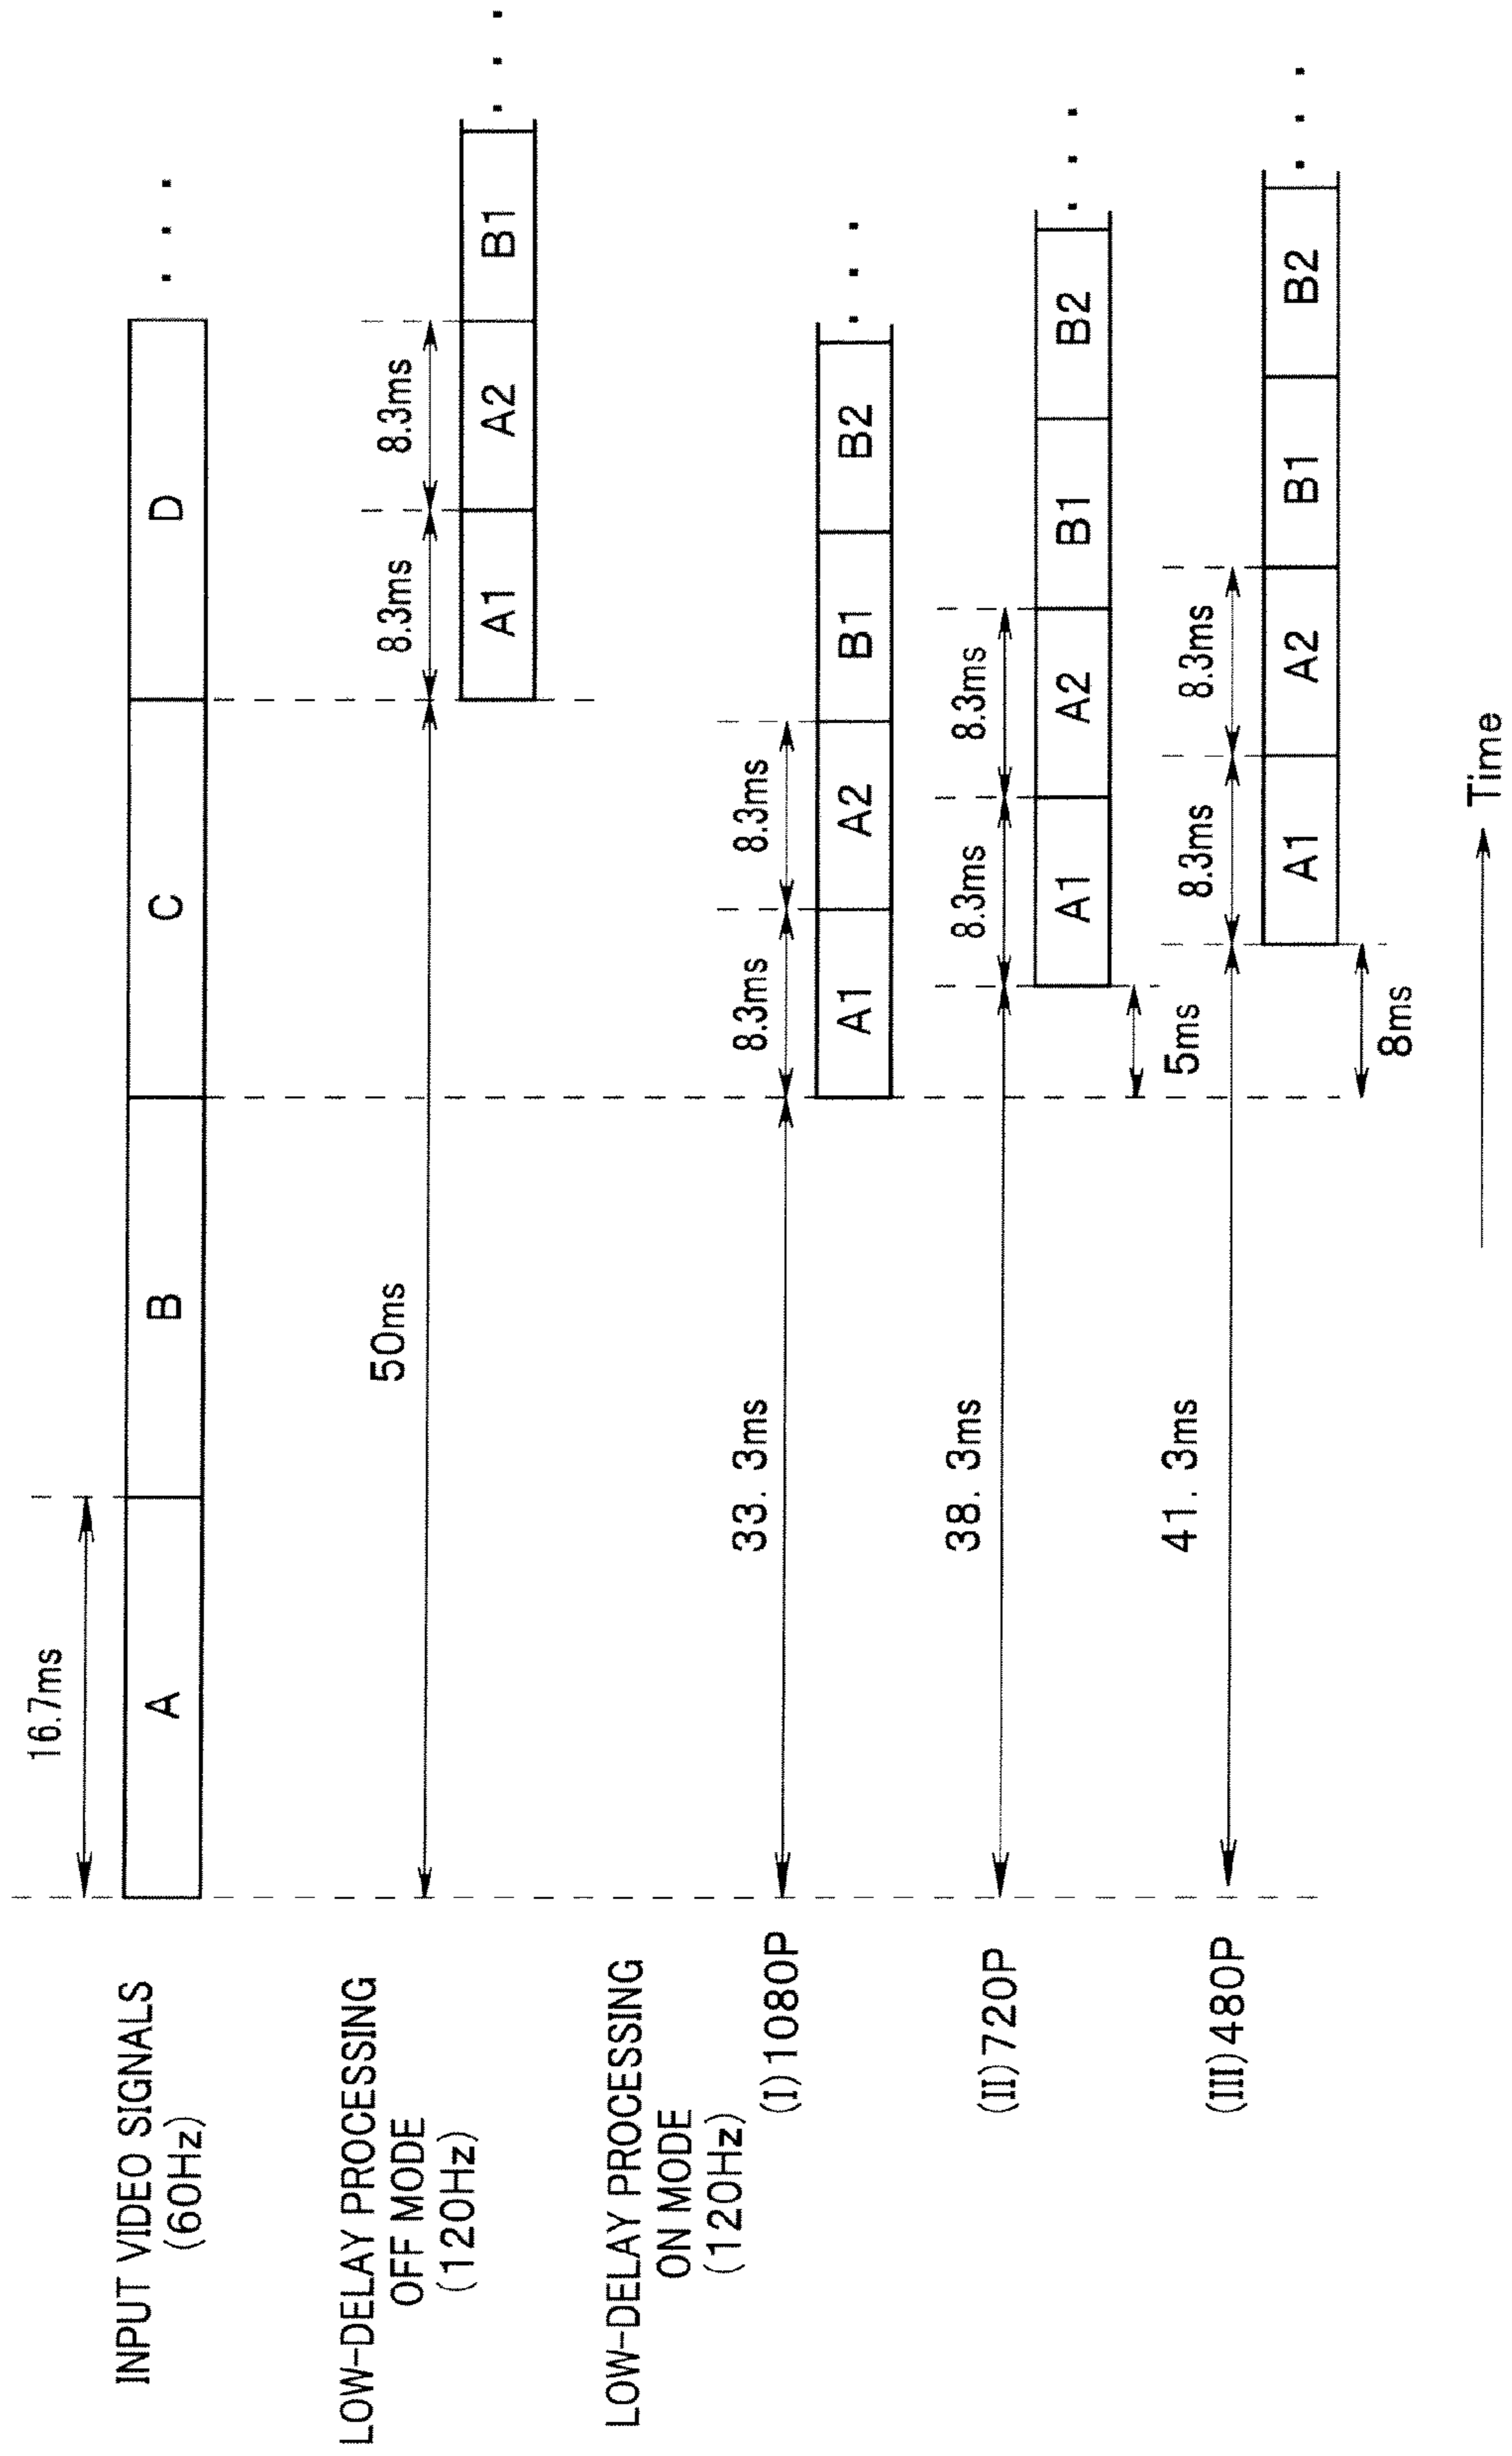 16.7ms
INPUT VIDEO SIGNALS
(60Hz)
A
B
C
D
LOW-DELAY PROCESSING
OFF MODE
(120Hz)
50ms
8.3ms
8.3ms
A1
A2
B1
LOW-DELAY PROCESSING
ON MODE
(120Hz)
(I)1080P
33. 3ms
8.3ms
8.3ms
A1
A2
B1
B2
(II)720P
38. 3ms
8.3ms
8.3ms
A1
A2
B1
B2
5ms
(III)480P
41. 3ms
8.3ms
8.3ms
A1
A2
B1
B2
8ms
Time